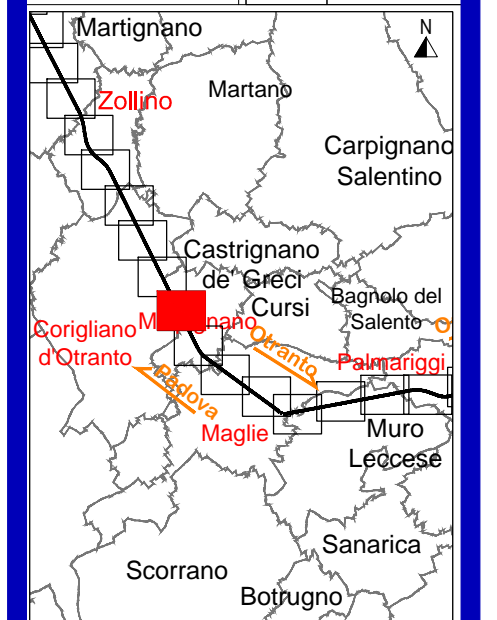 Martignano
N
Zollino
Martano
Carpignano
Salentino
Castrignano
de' Greci
Cursi
Bagnolo del
Salento
O
Corigliano
d'Otranto
Otranto
Palmariggi
Padova
Maglie
Muro
Leccese
Sanarica
Scorrano
Botrugno